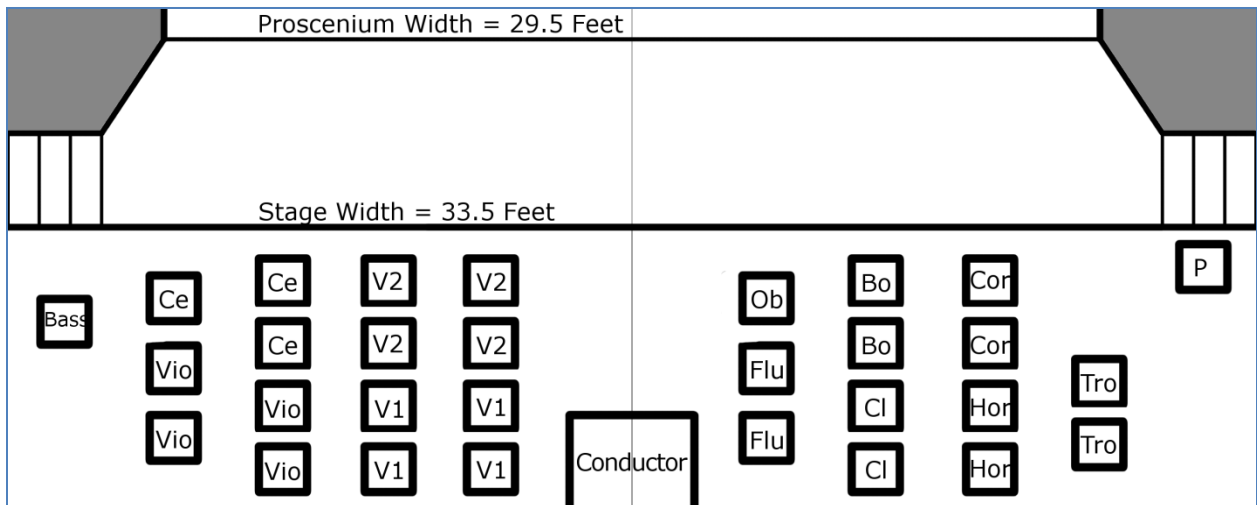 Proscenium Width = 29.5 Feet
Stage Width = 33.5 Feet
Ce V2 V2 Bo Cor P
Ce Ob
Bass
Ce V2 V2 Bo Cor
Vio Flu Tro
Vio V1 V1 Cl Hor
Vio Flu Tro
Conductor
Vio V1 V1 Cl Hor